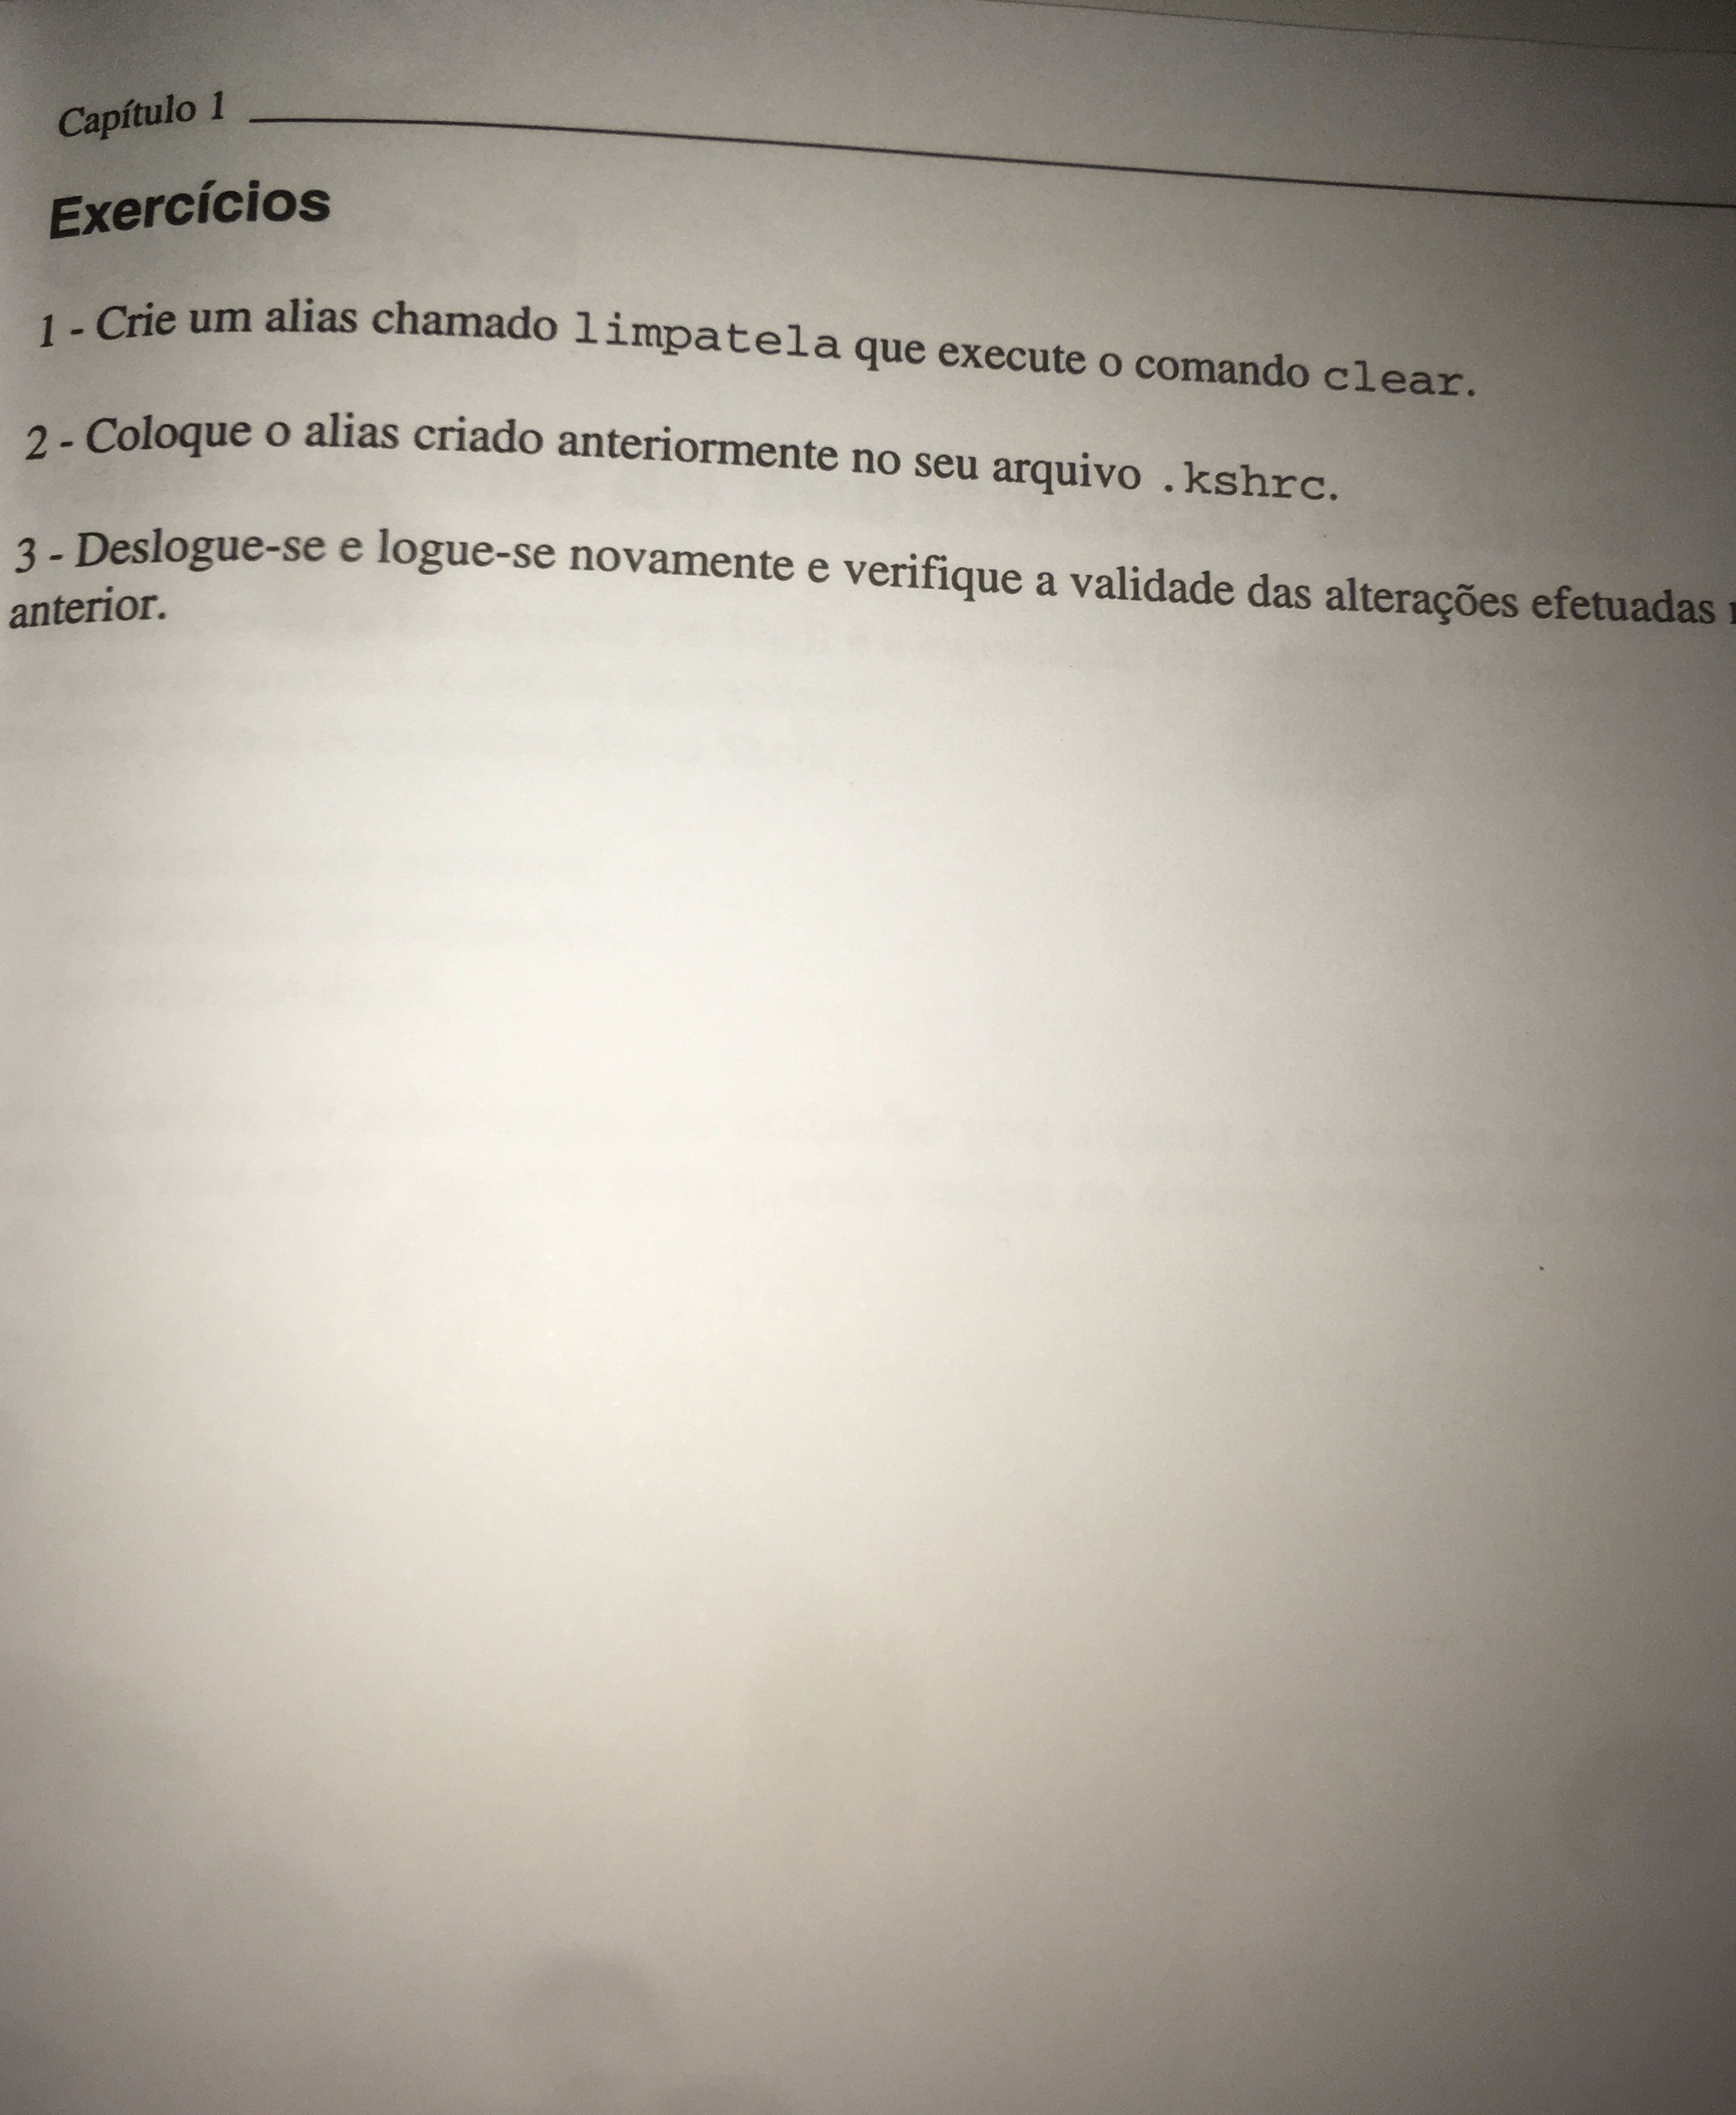 Capítulo 1
Exercícios
1 - Crie um alias chamado limpatela que execute o comando clear.
2 - Coloque o alias criado anteriormente no seu arquivo .kshrc.
3 - Deslogue-se e logue-se novamente e verifique a validade das alterações efetuadas
anterior.